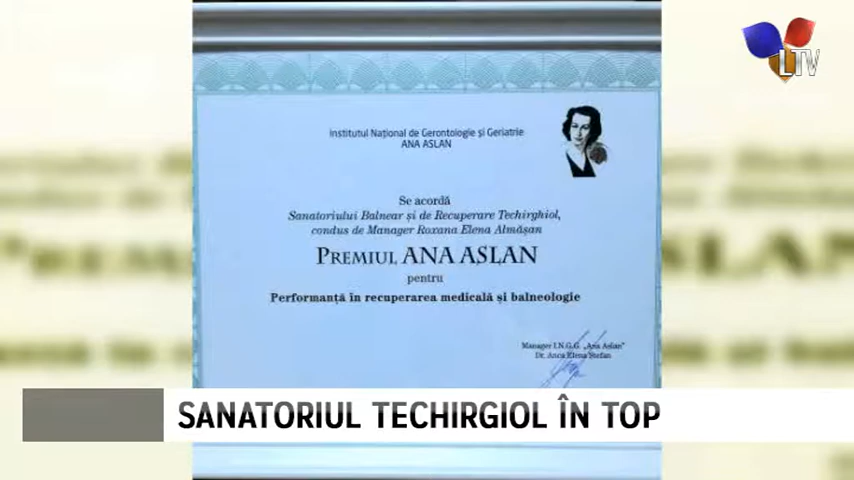 LTV
Institutul Național de Gerontologie și Geriatrie
ANA ASLAN
Se acordă
Sanatoriului Balnear și de Recuperare Techirghiol,
condus de Manager Roxana Elena Almășan
PREMIUL ANA ASLAN
pentru
Performanță în recuperarea medicală și balneologie
Manager I.N.G.G. „Ana Aslan”
Dr. Anca Elena Ștefan
SANATORIUL TECHIRGIOL ÎN TOP